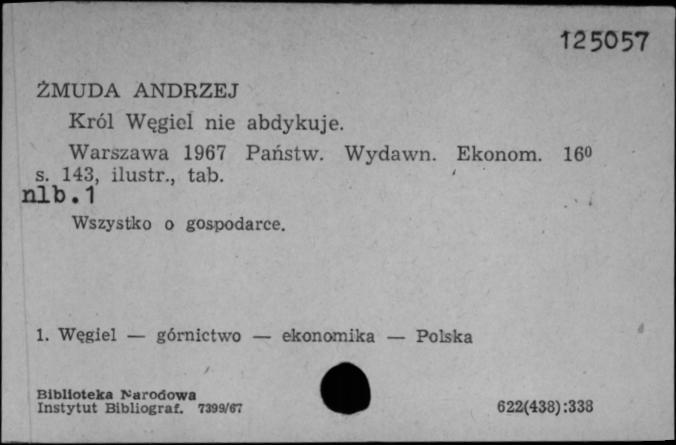 125057
ŻMUDA ANDRZEJ
Król Węgiel nie abdykuje.
Warszawa 1967 Państw. Wydawn. Ekonom. 16⁰
s. 143, ilustr., tab.
nlb.1
Wszystko o gospodarce.
1. Węgiel — górnictwo — ekonomika — Polska
Biblioteka Narodowa
Instytut Bibliograf. 7399/67
622(438):338